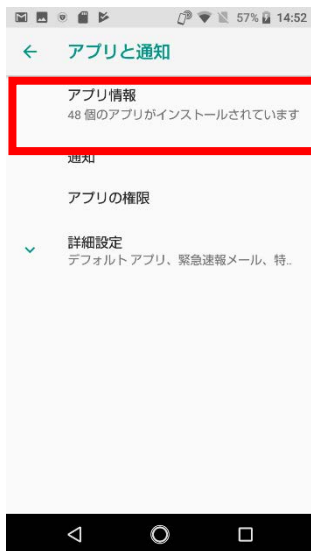 57% 14:52
アプリと通知
アプリ情報
48 個のアプリがインストールされています
通知
アプリの権限
詳細設定
デフォルト アプリ、緊急速報メール、特..